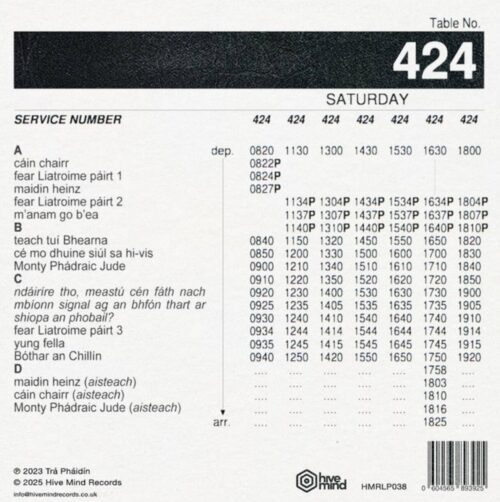 Table No.
424
SATURDAY
SERVICE NUMBER 424 424 424 424 424 424 424
A dep. 0820 1130 1300 1430 1530 1630 1800
cáin chairr 0822P
fear Liatroime páirt 1 0824P
maidin heinz 0827P
fear Liatroime páirt 2 1134P 1304P 1434P 1534P 1634P 1804P
m'anam go b'ea 1137P 1307P 1437P 1537P 1637P 1807P
B 1140P 1310P 1440P 1540P 1640P 1810P
teach tuí Bhearna 0840 1150 1320 1450 1550 1650 1820
cé mo dhuine siúl sa hi-vis 0850 1200 1330 1500 1600 1700 1830
Monty Phádraic Jude 0900 1210 1340 1510 1610 1710 1840
C 0910 1220 1350 1520 1620 1720 1850
ndáiríre tho, meastú cén fáth nach 0920 1230 1400 1530 1630 1730 1900
mbionn signal ag an bhfón thart ar 0925 1235 1405 1535 1635 1735 1905
shiopa an phobail? 0930 1240 1410 1540 1640 1740 1910
fear Liatroime páirt 3 0934 1244 1414 1544 1644 1744 1914
yung fella 0935 1245 1415 1545 1645 1745 1915
Bóthar an Chillín 0940 1250 1420 1550 1650 1750 1920
D .... .... .... .... .... 1758 ....
maidin heinz (aisteach) .... .... .... .... .... 1803 ....
cáin chairr (aisteach) .... .... .... .... .... 1810 ....
Monty Phádraic Jude (aisteach) .... .... .... .... .... 1816 ....
arr. .... .... .... .... .... 1825 ....
℗ 2023 Trá Pháidín
© 2025 Hive Mind Records
info@hivemindrecords.co.uk
hive mind
HMRLP038
0 604565 893925